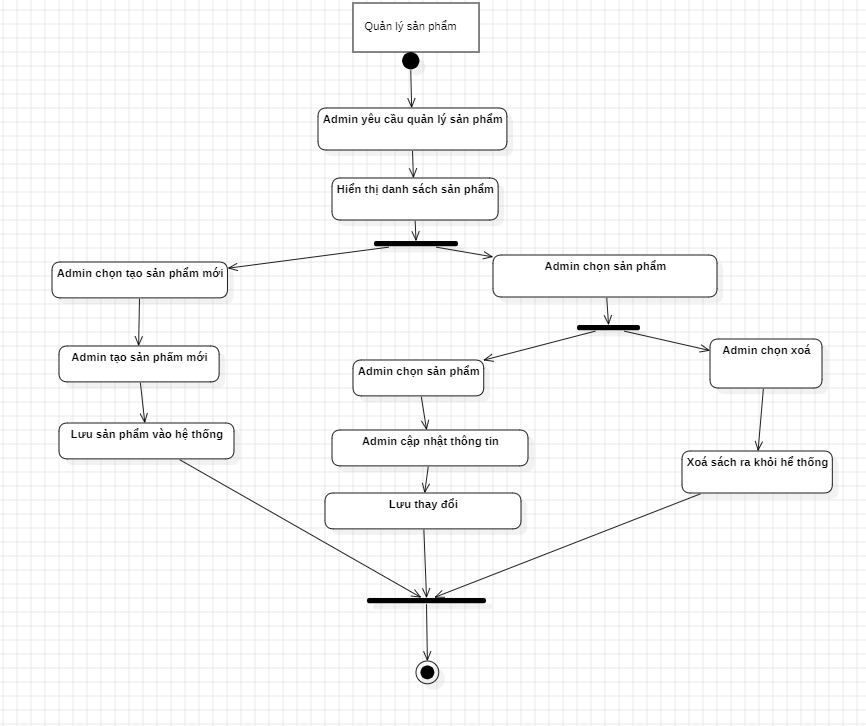 Quản lý sản phẩm
Admin yêu cầu quản lý sản phẩm
Hiển thị danh sách sản phẩm
Admin chọn tạo sản phẩm mới
Admin chọn sản phẩm
Admin tạo sản phẩm mới
Admin chọn sản phẩm
Admin chọn xoá
Lưu sản phẩm vào hệ thống
Admin cập nhật thông tin
Xoá sách ra khỏi hể thống
Lưu thay đổi